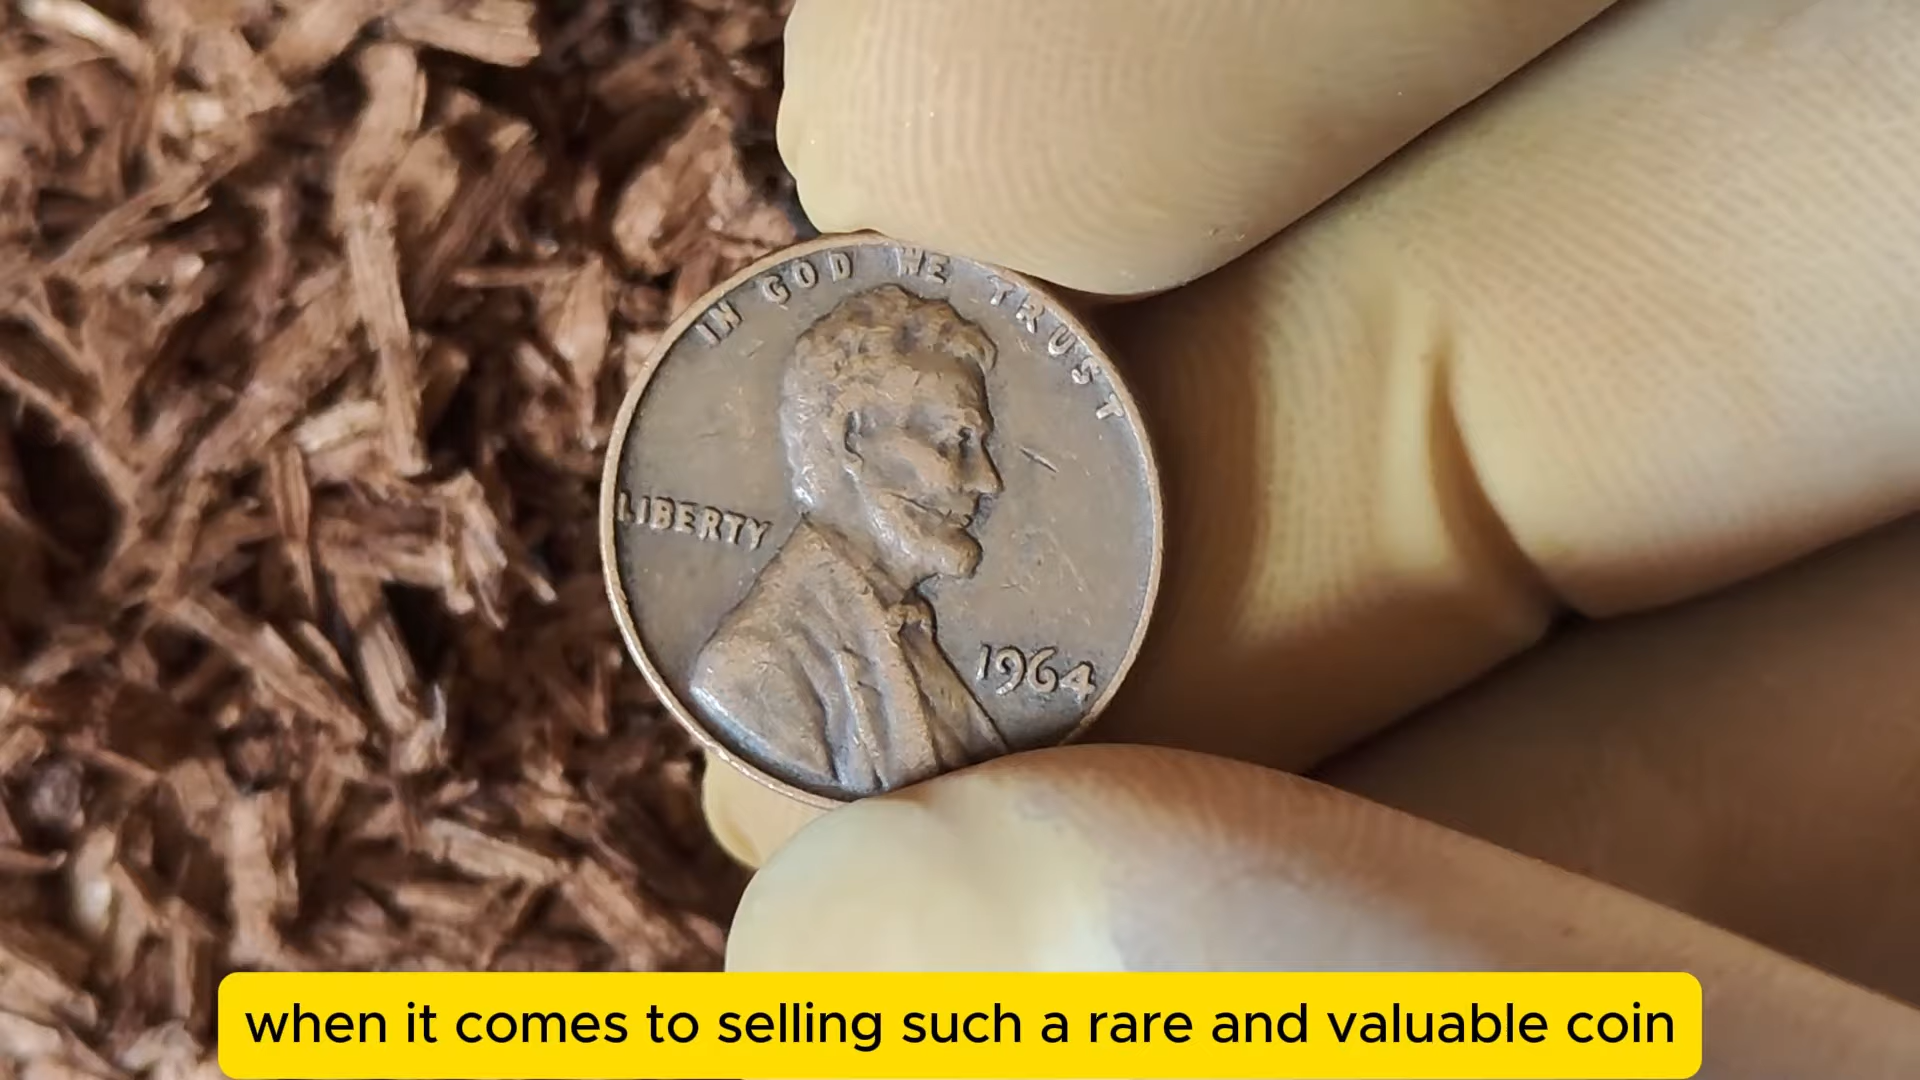 IN GOD WE TRUST
LIBERTY
1964
when it comes to selling such a rare and valuable coin